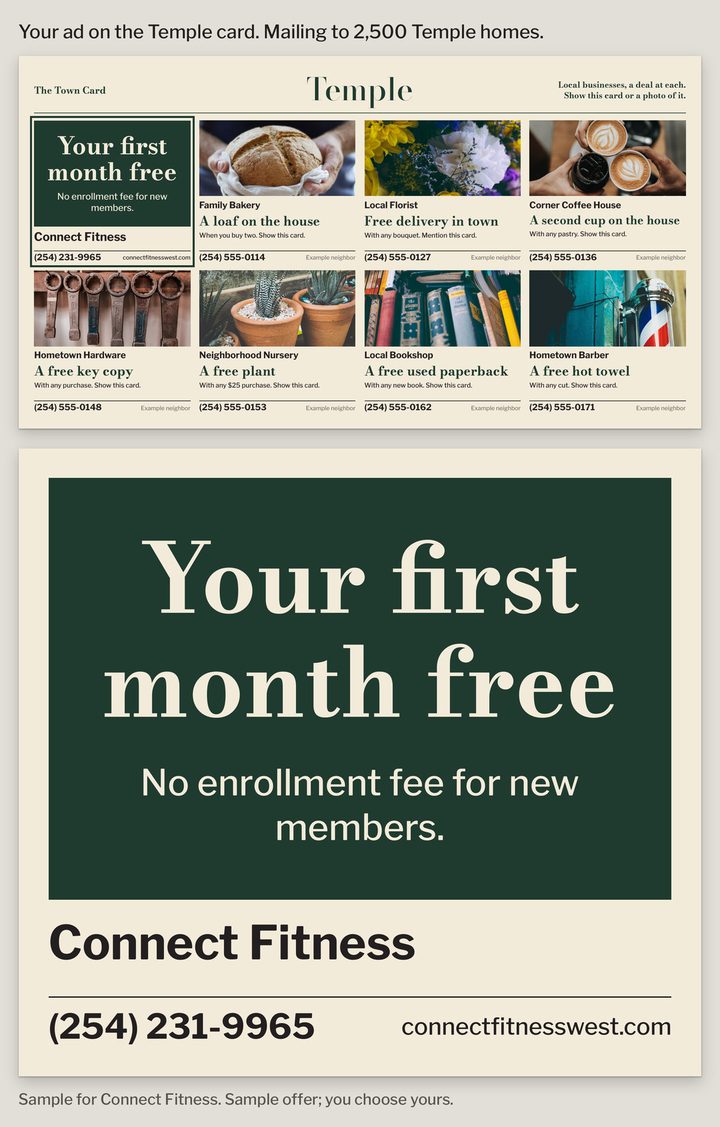 Your ad on the Temple card. Mailing to 2,500 Temple homes.
The Town Card
Temple
Local businesses, a deal at each.
Show this card or a photo of it.
Your first
month free
No enrollment fee for new
members.
Connect Fitness
(254) 231-9965
connectfitnesswest.com
Family Bakery
A loaf on the house
When you buy two. Show this card.
(254) 555-0114
Example neighbor
Local Florist
Free delivery in town
With any bouquet. Mention this card.
(254) 555-0127
Example neighbor
Corner Coffee House
A second cup on the house
With any pastry. Show this card.
(254) 555-0136
Example neighbor
Hometown Hardware
A free key copy
With any purchase. Show this card.
(254) 555-0148
Example neighbor
Neighborhood Nursery
A free plant
With any $25 purchase. Show this card.
(254) 555-0153
Example neighbor
Local Bookshop
A free used paperback
With any new book. Show this card.
(254) 555-0162
Example neighbor
Hometown Barber
A free hot towel
With any cut. Show this card.
(254) 555-0171
Example neighbor
Your first
month free
No enrollment fee for new
members.
Connect Fitness
(254) 231-9965
connectfitnesswest.com
Sample for Connect Fitness. Sample offer; you choose yours.